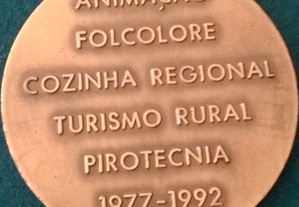 ANIMAÇÃO
FOLCOLORE
COZINHA REGIONAL
TURISMO RURAL
PIROTECNIA
1977-1992